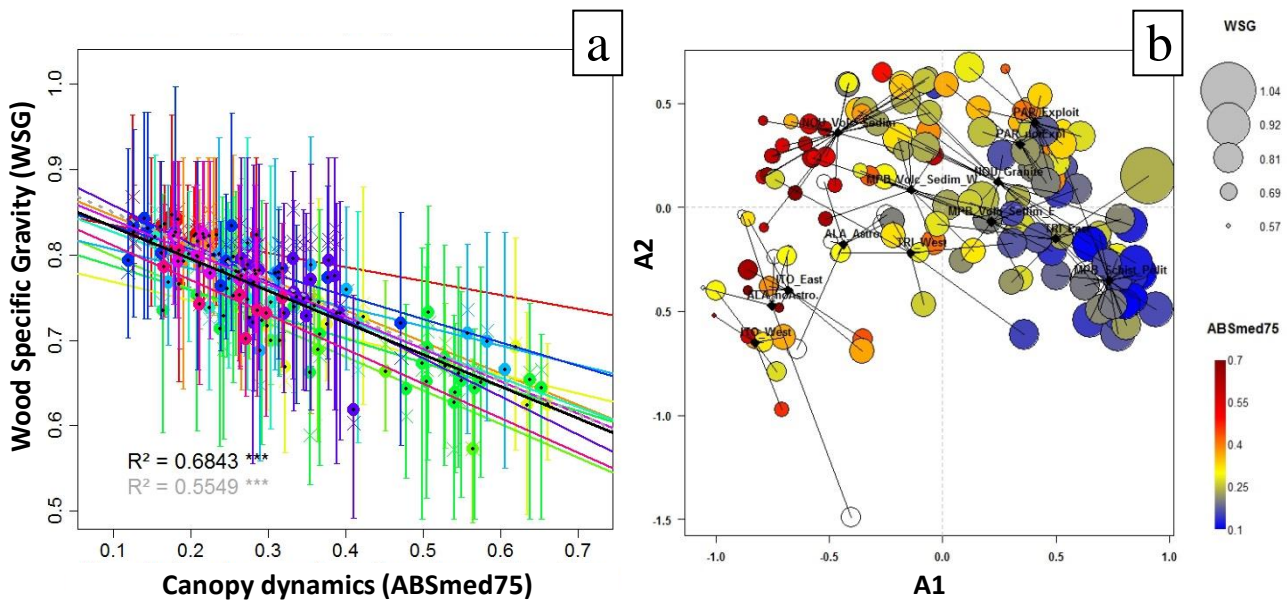 a
Wood Specific Gravity (WSG)
1.0
0.9
0.8
0.7
0.6
0.5
R² = 0.6843 ***
R² = 0.5549 ***
0.1 0.2 0.3 0.4 0.5 0.6 0.7
Canopy dynamics (ABSmed75)
b
A2
0.5
0.0
-0.5
-1.0
-1.5
PAR_Exploit
NOU_Volc_Sedim
NOU_Granite
MPB_Volc_Sedim_W
MPB_Volc_Sedim_E
TRI_East
ALA_Astro.
TRI_West
MPB_Schist_Pelit
ITO_East
ALA_noAstro.
ITO_West
-1.0 -0.5 0.0 0.5 1.0
A1
WSG
1.04
0.92
0.81
0.69
0.57
ABSmed75
0.7
0.55
0.4
0.25
0.1